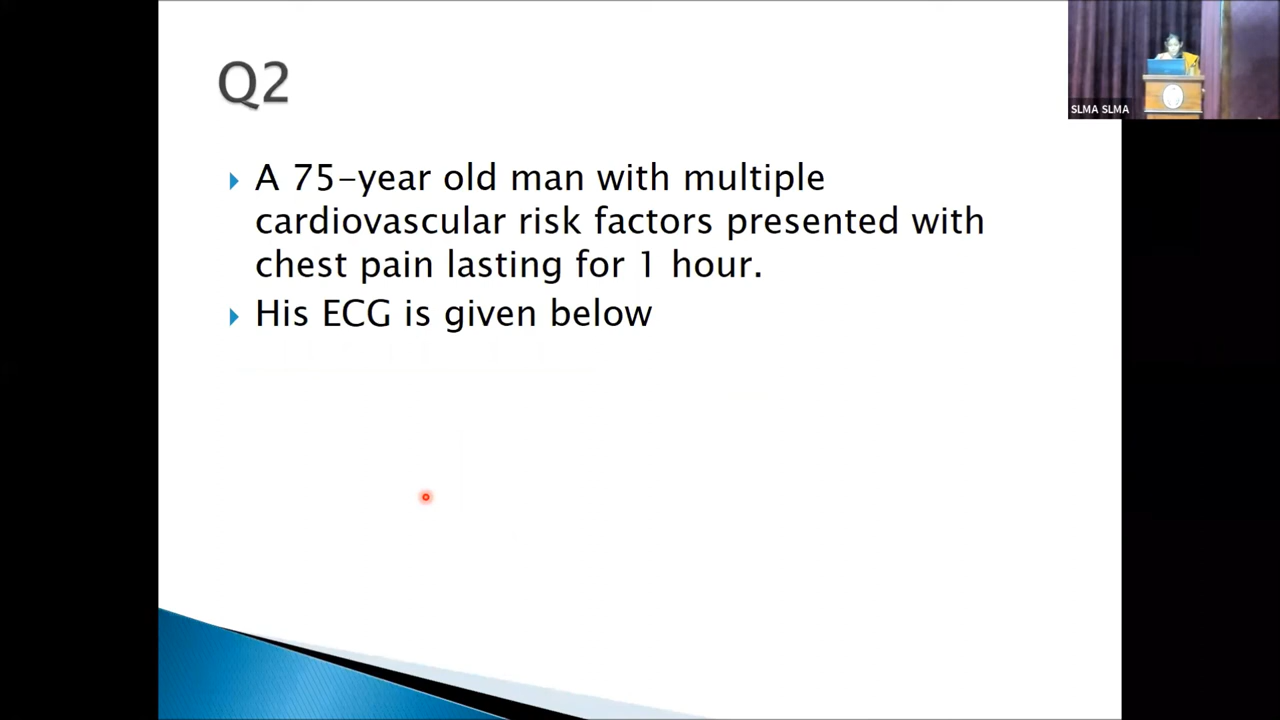 Q2
A 75-year old man with multiple
cardiovascular risk factors presented with
chest pain lasting for 1 hour.
His ECG is given below
SLMA SLMA